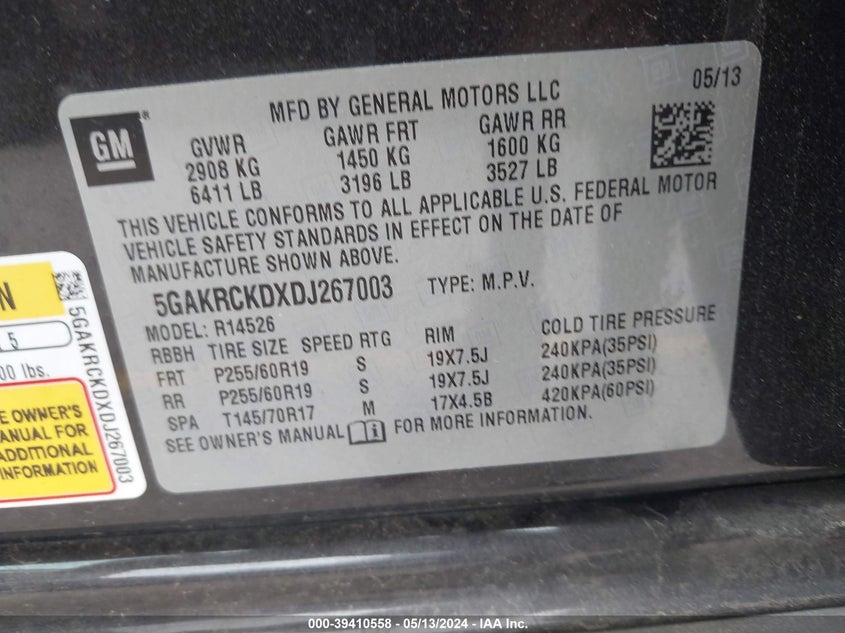 05/13
MFD BY GENERAL MOTORS LLC
GM
GVWR GAWR FRT GAWR RR
2908 KG 1450 KG 1600 KG
6411 LB 3196 LB 3527 LB
THIS VEHICLE CONFORMS TO ALL APPLICABLE U.S. FEDERAL MOTOR
VEHICLE SAFETY STANDARDS IN EFFECT ON THE DATE OF
MANUFACTURE SHOWN ABOVE.
5GAKRCKDXDJ267003 TYPE: M.P.V.
MODEL: R14526
RBBH TIRE SIZE SPEED RTG RIM COLD TIRE PRESSURE
FRT P255/60R19 S 19X7.5J 240KPA(35PSI)
RR P255/60R19 S 19X7.5J 240KPA(35PSI)
SPA T145/70R17 M 17X4.5B 420KPA(60PSI)
SEE OWNER'S MANUAL FOR MORE INFORMATION.
N
.5
00 lbs.
E OWNER'S
ANUAL FOR
ADDITIONAL
INFORMATION
5GAKRCKDXDJ267003
000-39410558 - 05/13/2024 - IAA Inc.